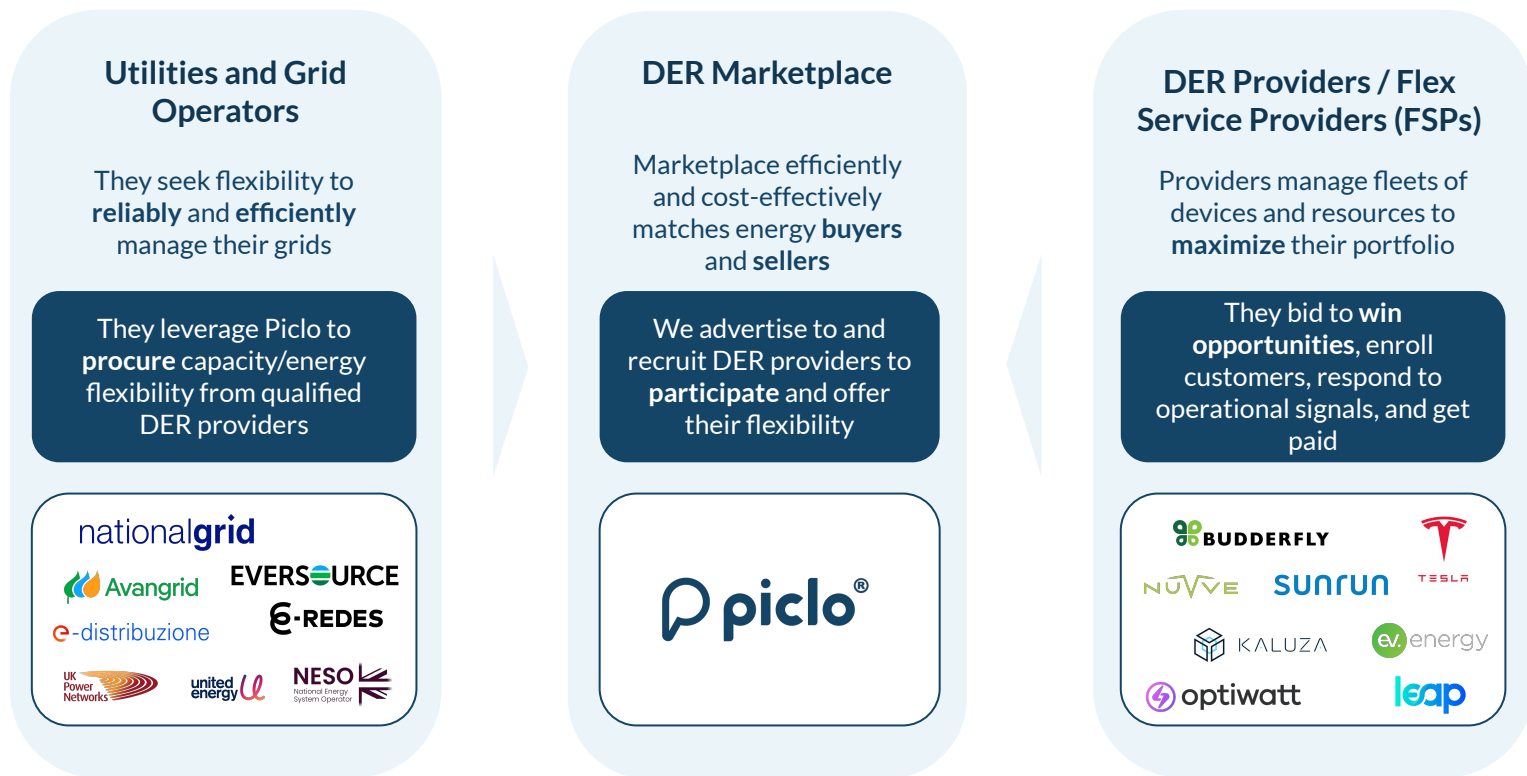 Utilities and Grid
Operators
They seek flexibility to
reliably and efficiently
manage their grids
They leverage Piclo to
procure capacity/energy
flexibility from qualified
DER providers
nationalgrid
Avangrid
EVERSOURCE
E-REDES
e-distribuzione
UK
Power
Networks
united
energy
NESO
National Energy
System Operator
DER Marketplace
Marketplace efficiently
and cost-effectively
matches energy buyers
and sellers
We advertise to and
recruit DER providers to
participate and offer
their flexibility
piclo®
DER Providers / Flex
Service Providers (FSPs)
Providers manage fleets of
devices and resources to
maximize their portfolio
They bid to win
opportunities, enroll
customers, respond to
operational signals, and get
paid
BUDDERFLY
TESLA
NUVVE
sunrun
KALUZA
ev.energy
optiwatt
leap